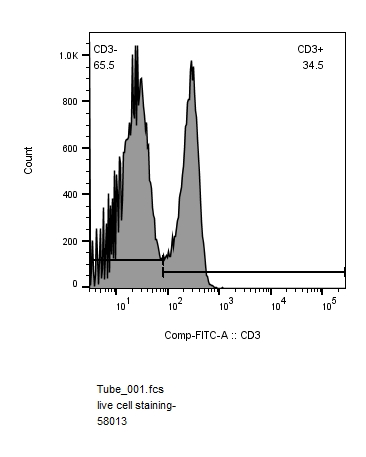 CD3- CD3+
65.5 34.5
1.0K
800
600
400
200
0
Count
10^1 10^2 10^3 10^4 10^5
Comp-FITC-A :: CD3
Tube_001.fcs
live cell staining-
58013